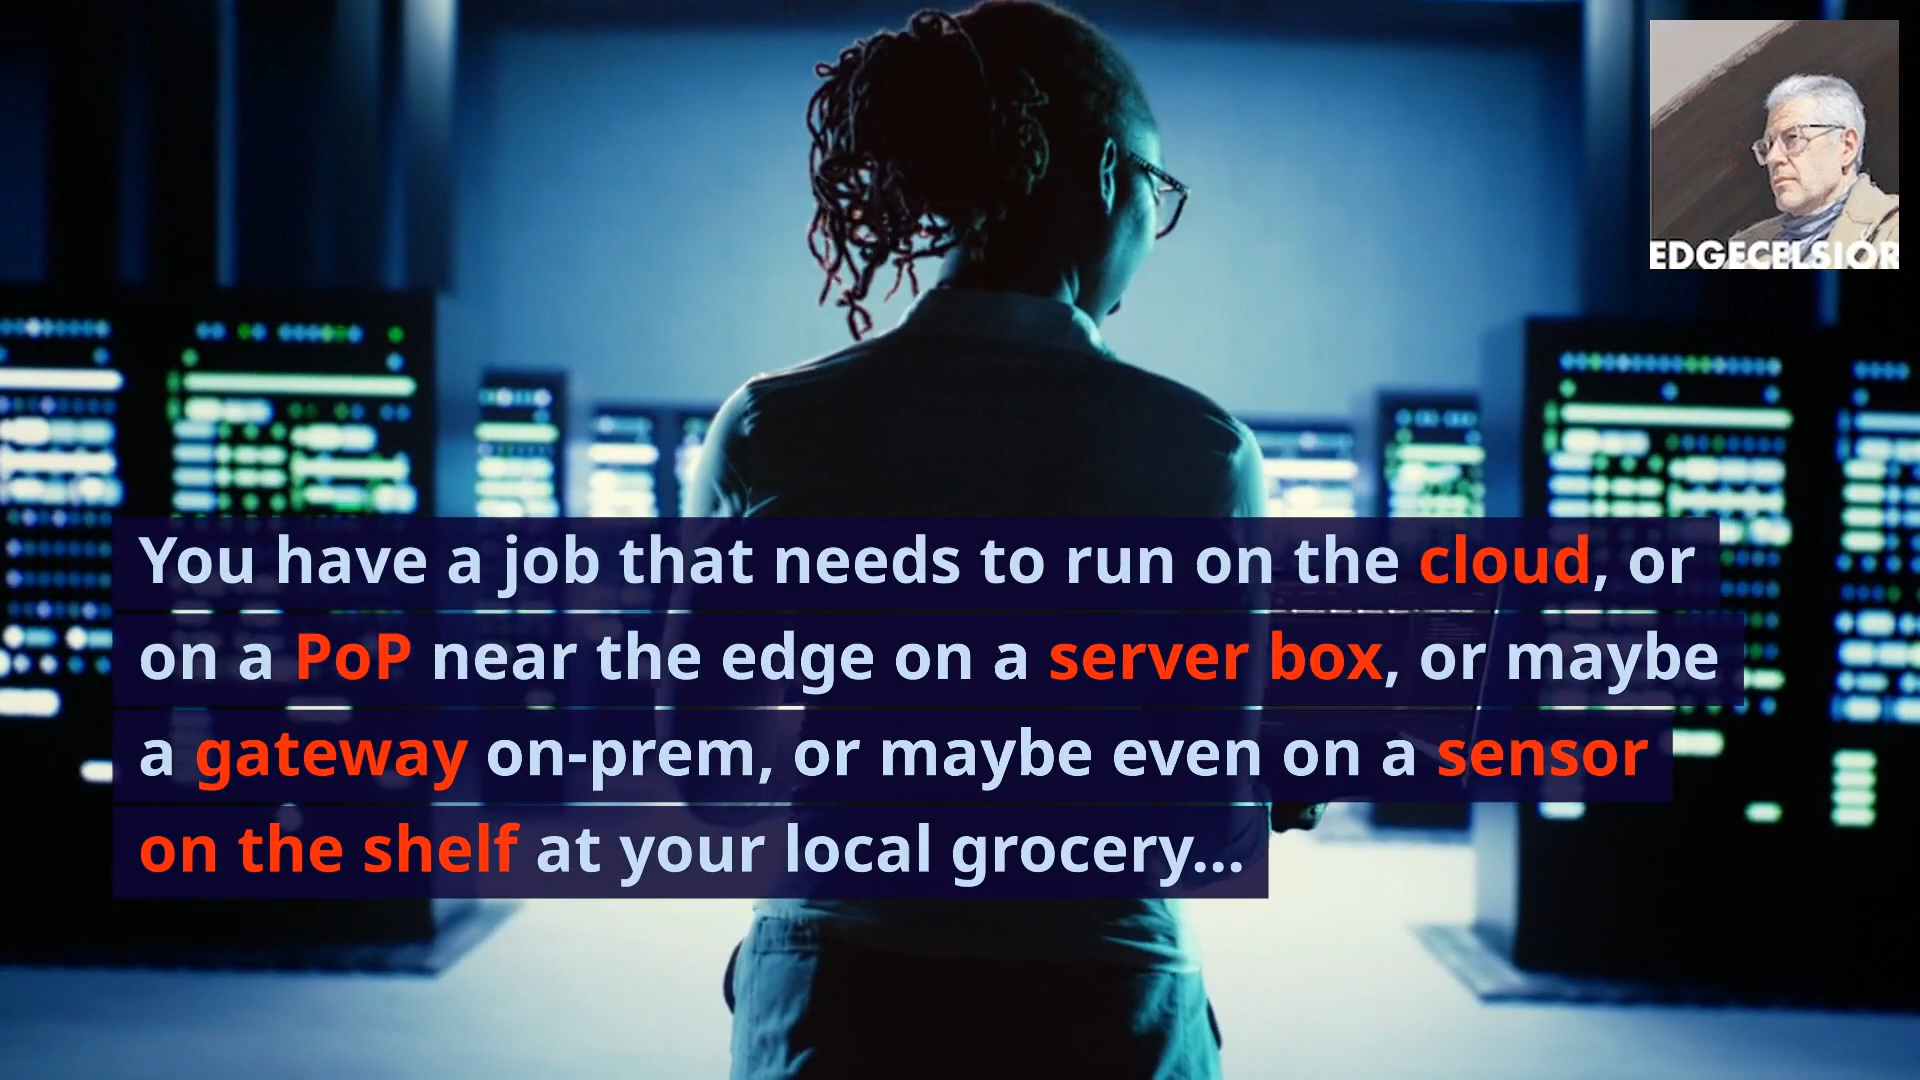 EDGECELSIOR
You have a job that needs to run on the cloud, or
on a PoP near the edge on a server box, or maybe
a gateway on-prem, or maybe even on a sensor
on the shelf at your local grocery...